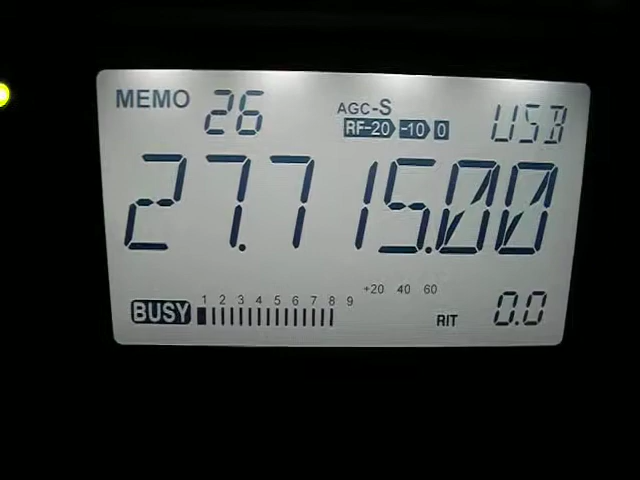 MEMO 26 AGC-S USB
RF-20 -10 0
27.715.00
+20 40 60
1 2 3 4 5 6 7 8 9
BUSY RIT 0.0